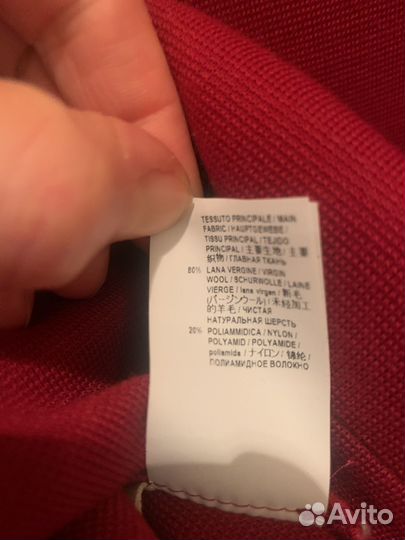 TESSUTO PRINCIPALE / MAIN
FABRIC / HAUPTGEWEBE /
TISSU PRINCIPAL / TEJIDO
PRINCIPAL / 主要生地 / 主要
织物 / ГЛАВНАЯ ТКАНЬ
80% LANA VERGINE / VIRGIN
WOOL / SCHURWOLLE / LAINE
VIERGE / lana virgen / 新毛
(バージンウール) / 未经加工
的羊毛 / ЧИСТАЯ
НАТУРАЛЬНАЯ ШЕРСТЬ
20% POLIAMMIDICA / NYLON /
POLYAMID / POLYAMIDE /
poliamida / ナイロン / 锦纶 /
ПОЛИАМИДНОЕ ВОЛОКНО
Avito